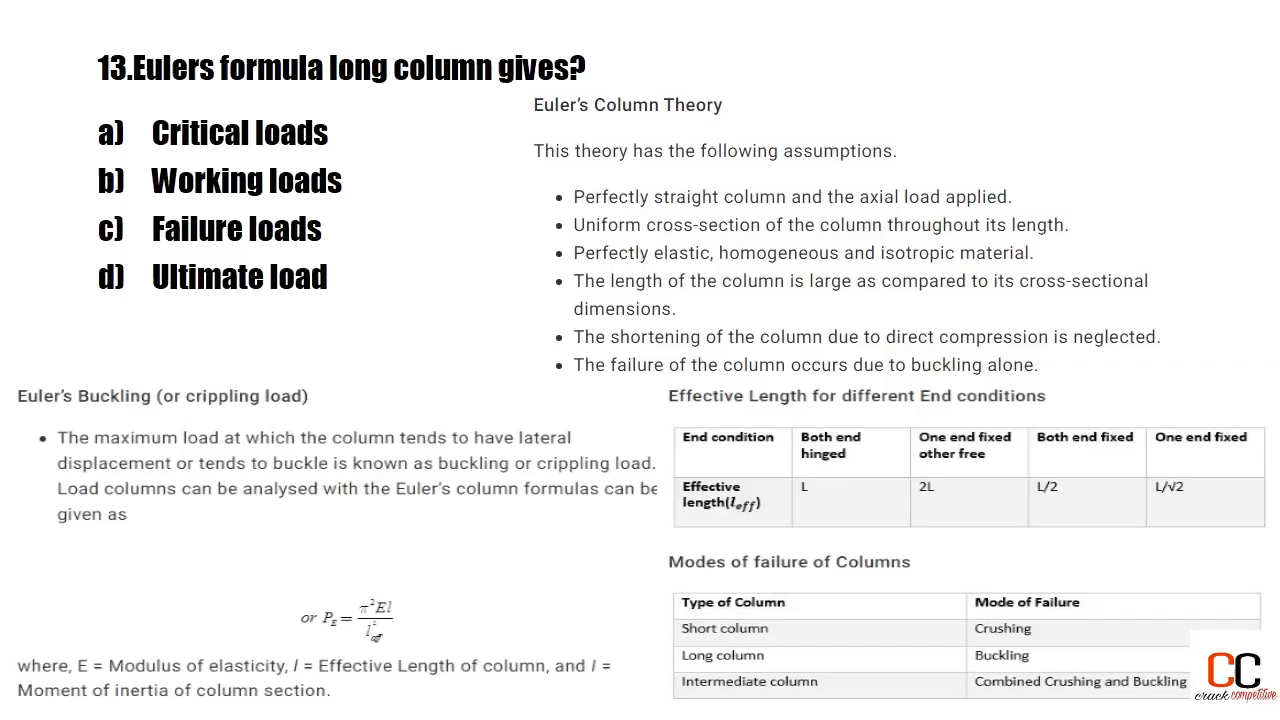 13.Eulers formula long column gives?
a) Critical loads
b) Working loads
c) Failure loads
d) Ultimate load
Euler's Column Theory
This theory has the following assumptions.
• Perfectly straight column and the axial load applied.
• Uniform cross-section of the column throughout its length.
• Perfectly elastic, homogeneous and isotropic material.
• The length of the column is large as compared to its cross-sectional
dimensions.
• The shortening of the column due to direct compression is neglected.
• The failure of the column occurs due to buckling alone.
Euler's Buckling (or crippling load)
• The maximum load at which the column tends to have lateral
displacement or tends to buckle is known as buckling or crippling load.
Load columns can be analysed with the Euler's column formulas can be
given as
or P_E = π²EI / l²_eff
where, E = Modulus of elasticity, l = Effective Length of column, and I =
Moment of inertia of column section.
Effective Length for different End conditions
End condition Both end hinged One end fixed other free Both end fixed One end fixed
Effective length(l_eff) L 2L L/2 L/√2
Modes of failure of Columns
Type of Column Mode of Failure
Short column Crushing
Long column Buckling
Intermediate column Combined Crushing and Buckling
CC
crack competitive